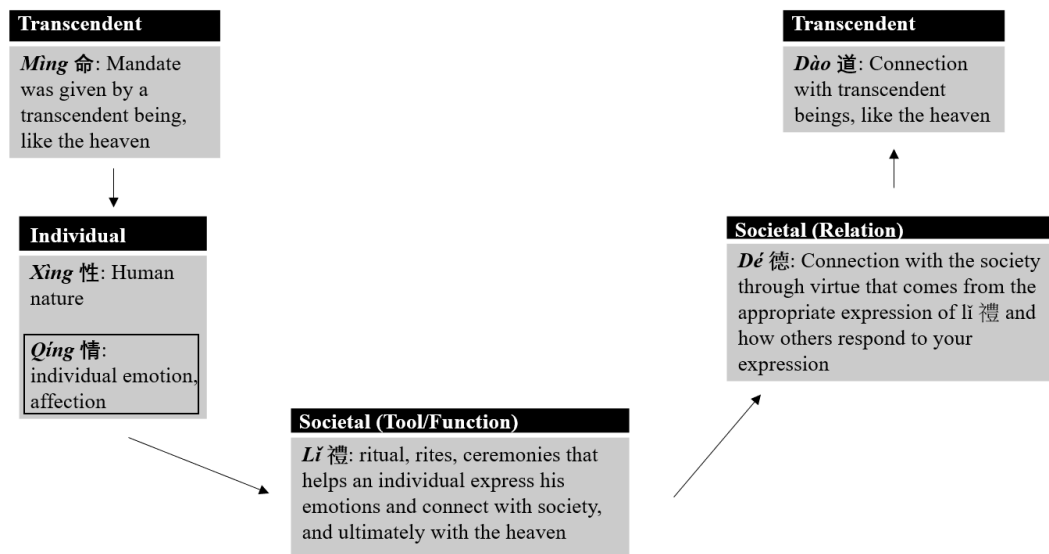 Transcendent
Mìng 命: Mandate
was given by a
transcendent being,
like the heaven
Individual
Xìng 性: Human
nature
Qíng 情:
individual emotion,
affection
Societal (Tool/Function)
Lǐ 禮: ritual, rites, ceremonies that
helps an individual express his
emotions and connect with society,
and ultimately with the heaven
Societal (Relation)
Dé 德: Connection with the society
through virtue that comes from the
appropriate expression of lǐ 禮 and
how others respond to your
expression
Transcendent
Dào 道: Connection
with transcendent
beings, like the heaven